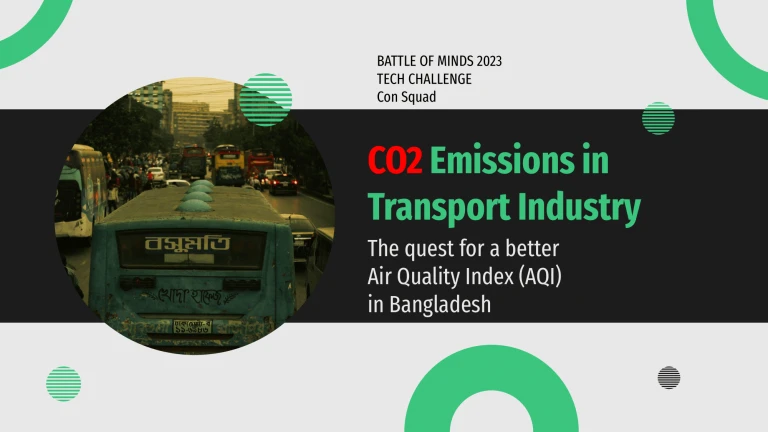 BATTLE OF MINDS 2023
TECH CHALLENGE
Con Squad
CO2 Emissions in
Transport Industry
The quest for a better
Air Quality Index (AQI)
in Bangladesh
বসুমতি
খোদা হাফেজ